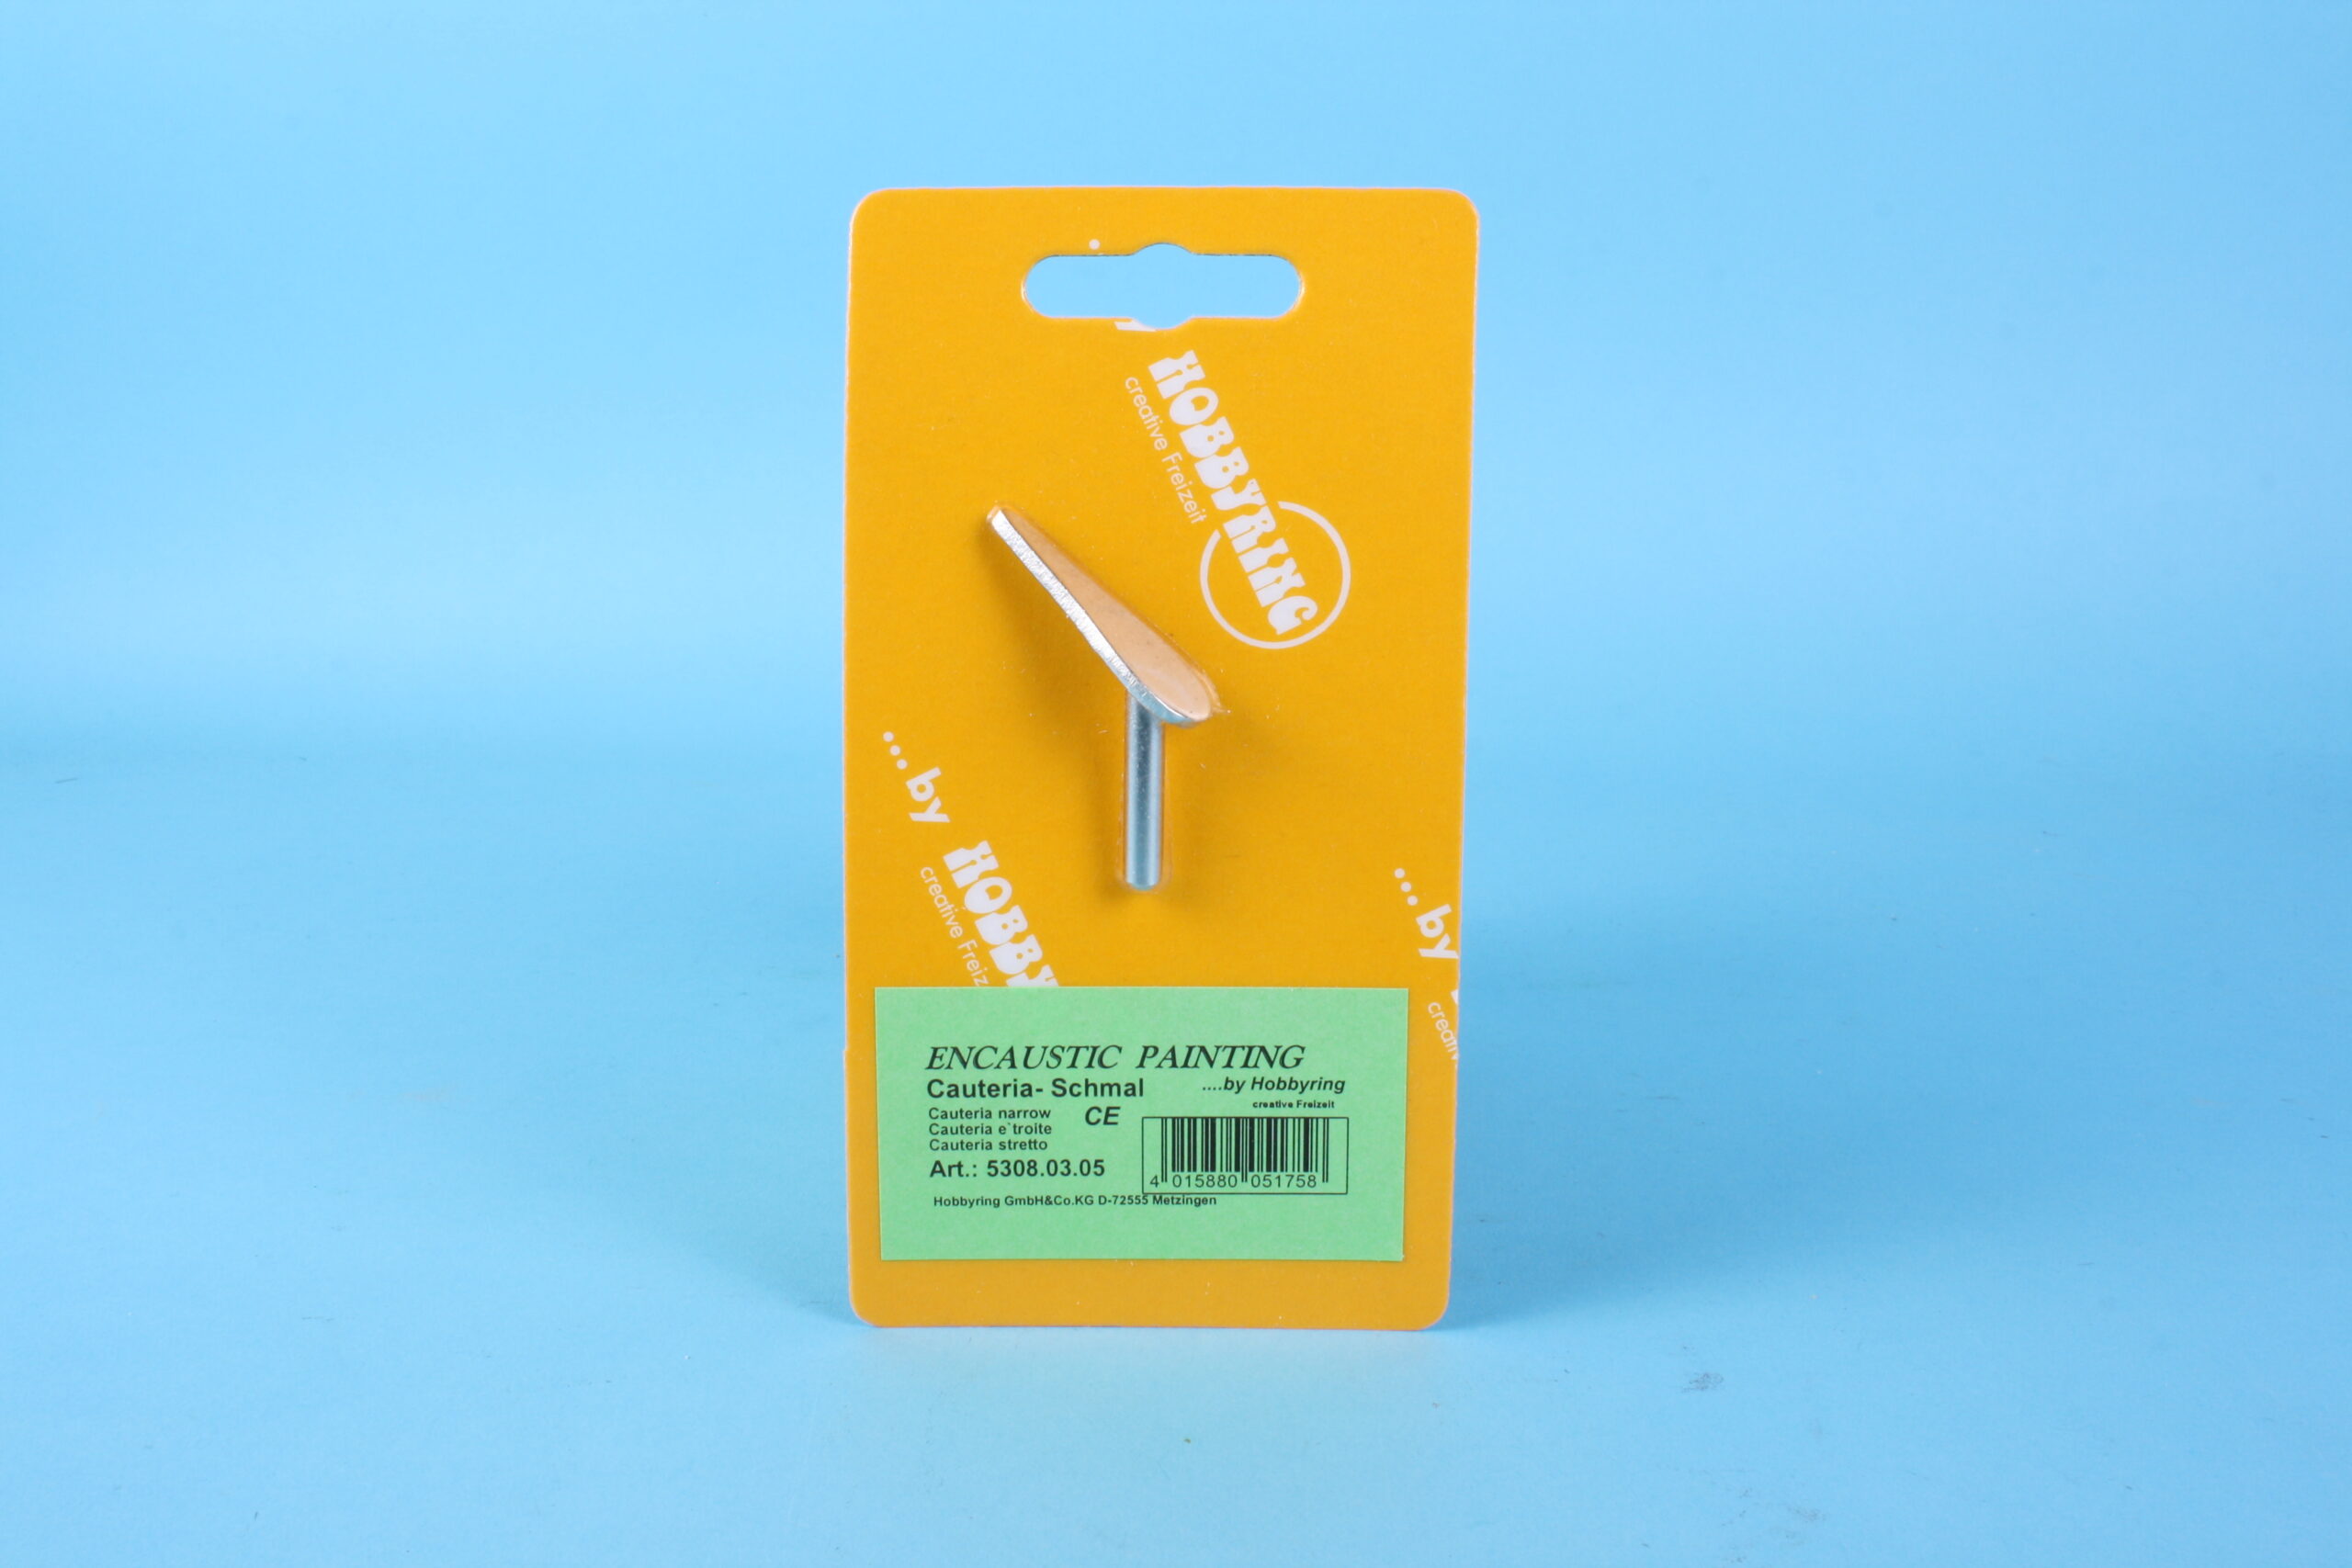 HOBBYRING
creative Freizeit
....by
HOBBY
creative Freiz
....by
creativ
ENCAUSTIC PAINTING
Cauteria- Schmal
....by Hobbyring
creative Freizeit
Cauteria narrow
CE
Cauteria e`troite
Cauteria stretto
Art.: 5308.03.05
4 015880 051758
Hobbyring GmbH&Co.KG D-72555 Metzingen